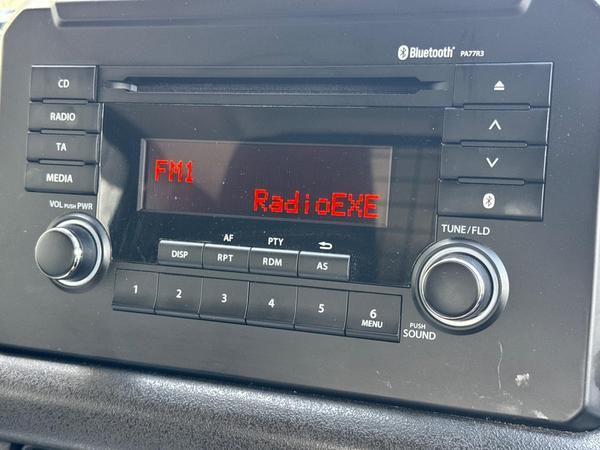 Bluetooth® PA77R3
CD
RADIO
TA
MEDIA
VOL PUSH PWR
FM1
RadioEXE
AF PTY
DISP RPT RDM AS
1 2 3 4 5 6
MENU
TUNE/FLD
PUSH
SOUND